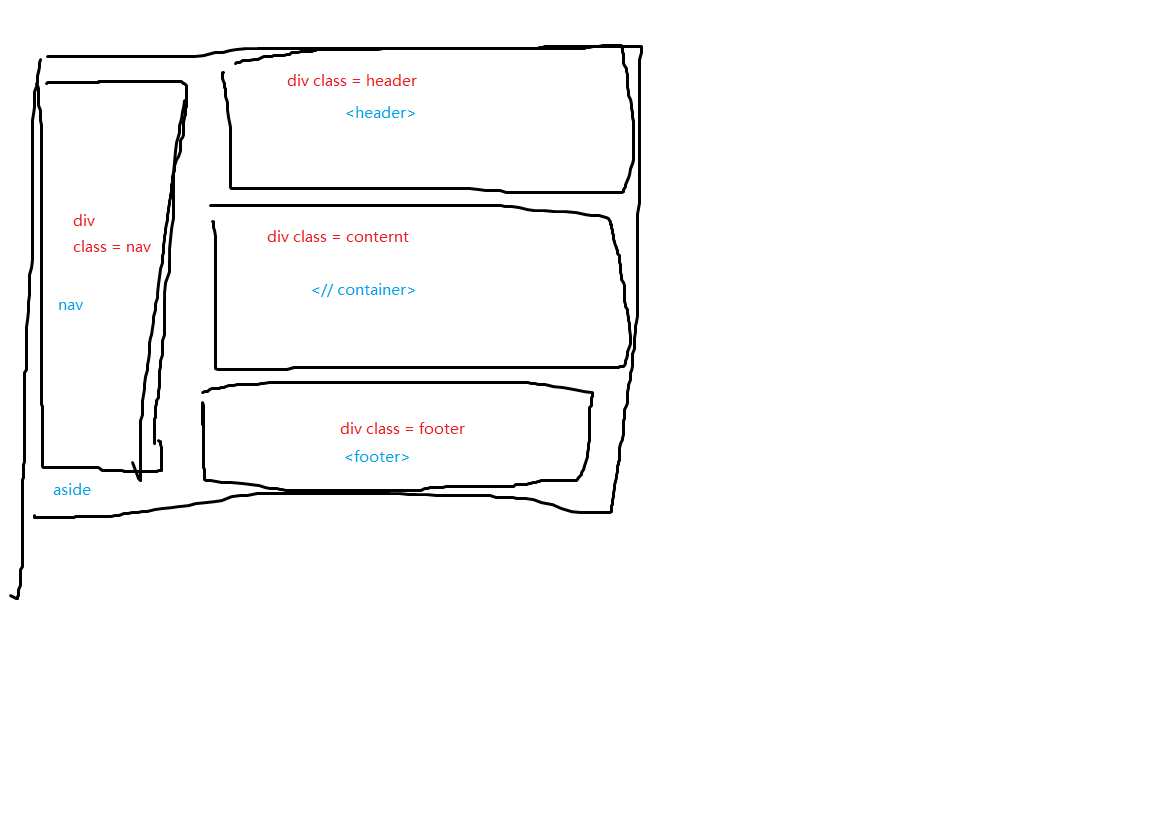 div class = header
<header>
div
class = nav
nav
aside
div class = conternt
<// container>
div class = footer
<footer>